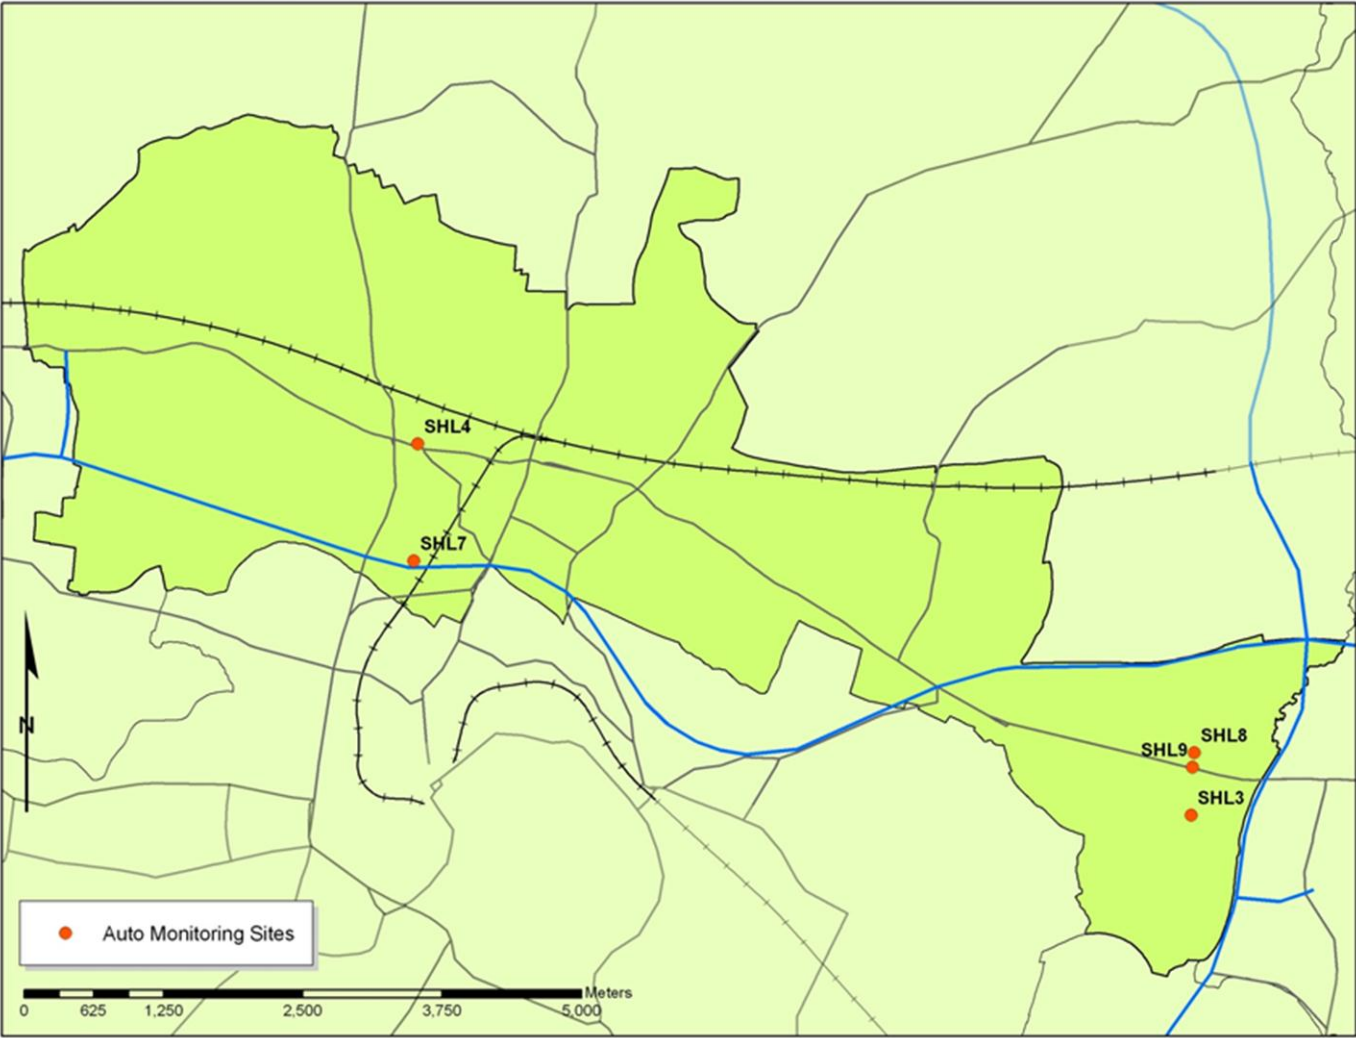 SHL4
SHL7
N
SHL8
SHL9
SHL3
Auto Monitoring Sites
Meters
0 625 1,250 2,500 3,750 5,000